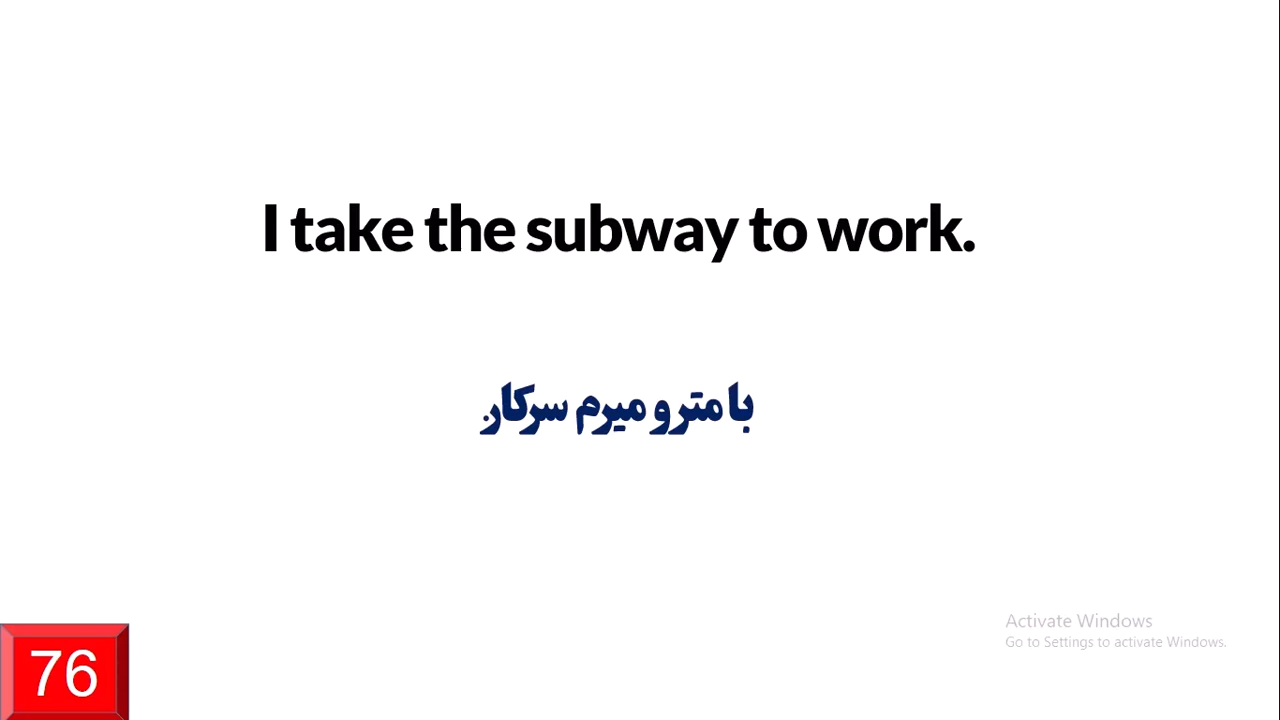 I take the subway to work.
با مترو میرم سرکار.
76
Activate Windows
Go to Settings to activate Windows.